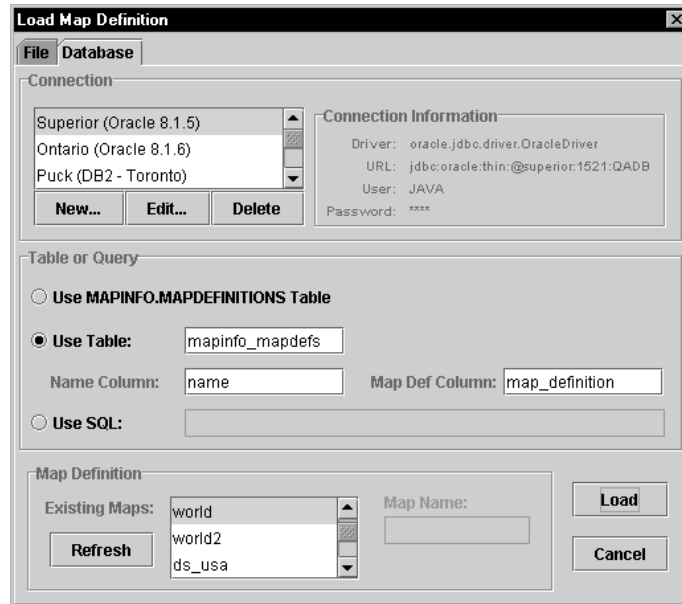 Load Map Definition
File Database
Connection
Superior (Oracle 8.1.5)
Ontario (Oracle 8.1.6)
Puck (DB2 - Toronto)
New... Edit... Delete
Connection Information
Driver: oracle.jdbc.driver.OracleDriver
URL: jdbc:oracle:thin:@superior:1521:QADB
User: JAVA
Password: ****
Table or Query
Use MAPINFO.MAPDEFINITIONS Table
Use Table: mapinfo_mapdefs
Name Column: name Map Def Column: map_definition
Use SQL:
Map Definition
Existing Maps:
world
world2
ds_usa
Refresh
Map Name:
Load
Cancel